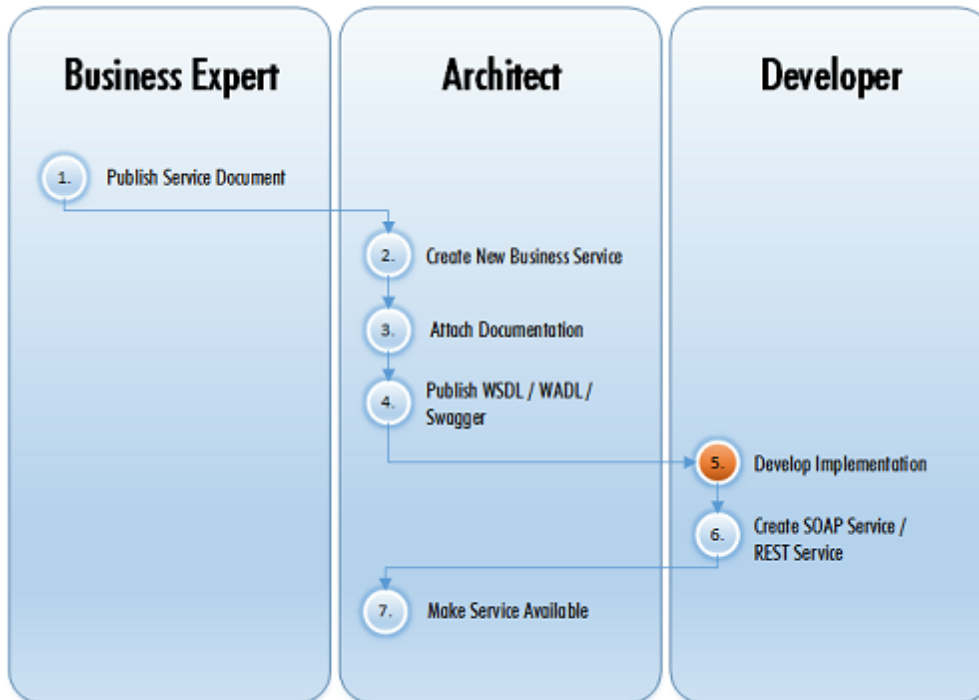 Business Expert
Architect
Developer
1. Publish Service Document
2. Create New Business Service
3. Attach Documentation
4. Publish WSDL / WADL /
Swagger
5. Develop Implementation
6. Create SOAP Service /
REST Service
7. Make Service Available